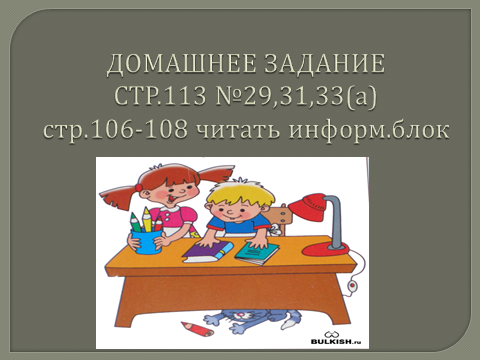 ДОМАШНЕЕ ЗАДАНИЕ
СТР.113 №29,31,33(а)
стр.106-108 читать информ.блок
BULKISH.ru